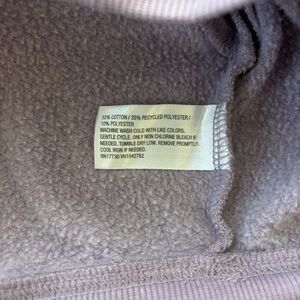 55% COTTON / 35% RECYCLED POLYESTER /
10% POLYESTER
MACHINE WASH COLD WITH LIKE COLORS.
GENTLE CYCLE. ONLY NON CHLORINE BLEACH IF
NEEDED. TUMBLE DRY LOW. REMOVE PROMPTLY.
COOL IRON IF NEEDED.
RN17730 VN1042782